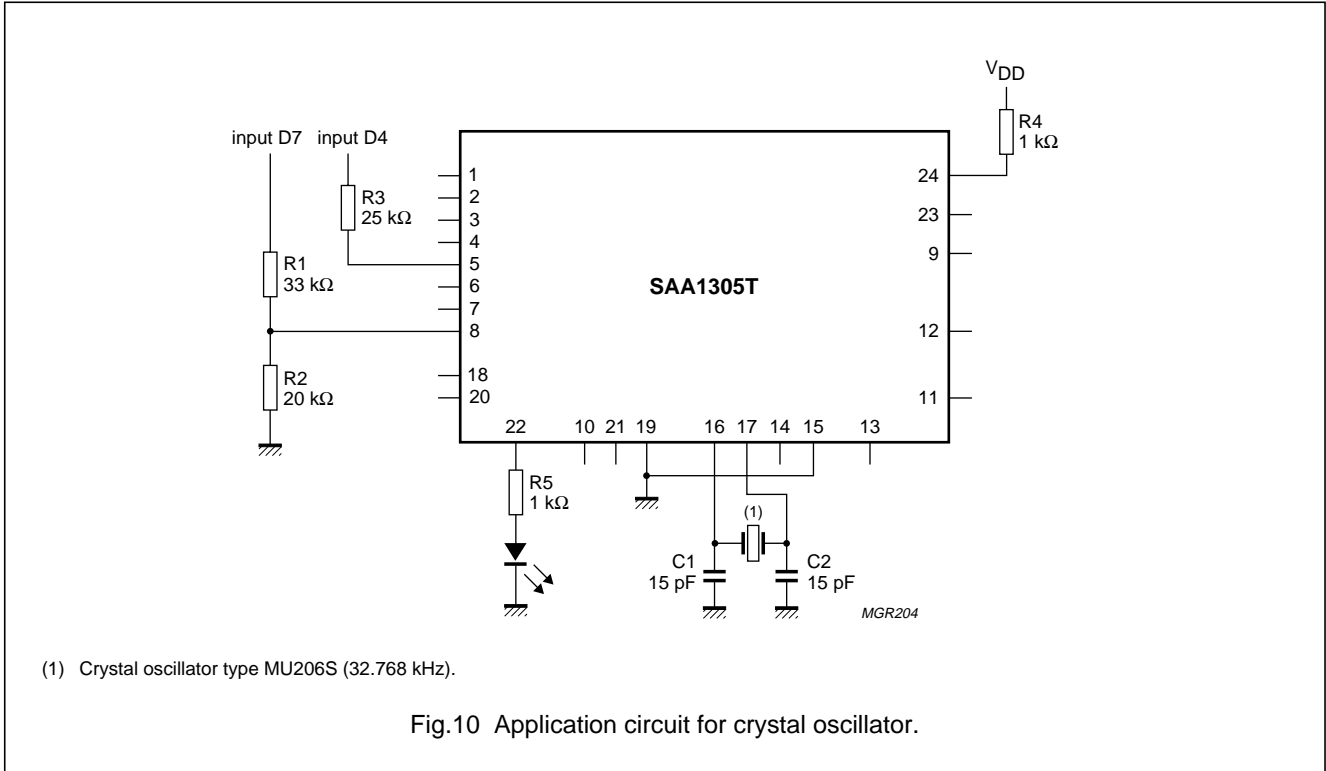 VDD
R4
1 kΩ
input D7 input D4
1
2
3
4
5
6
7
8
18
20
R3
25 kΩ
R1
33 kΩ
R2
20 kΩ
SAA1305T
24
23
9
12
11
22 10 21 19 16 17 14 15 13
R5
1 kΩ
(1)
C1
15 pF
C2
15 pF
MGR204
(1) Crystal oscillator type MU206S (32.768 kHz).
Fig.10 Application circuit for crystal oscillator.